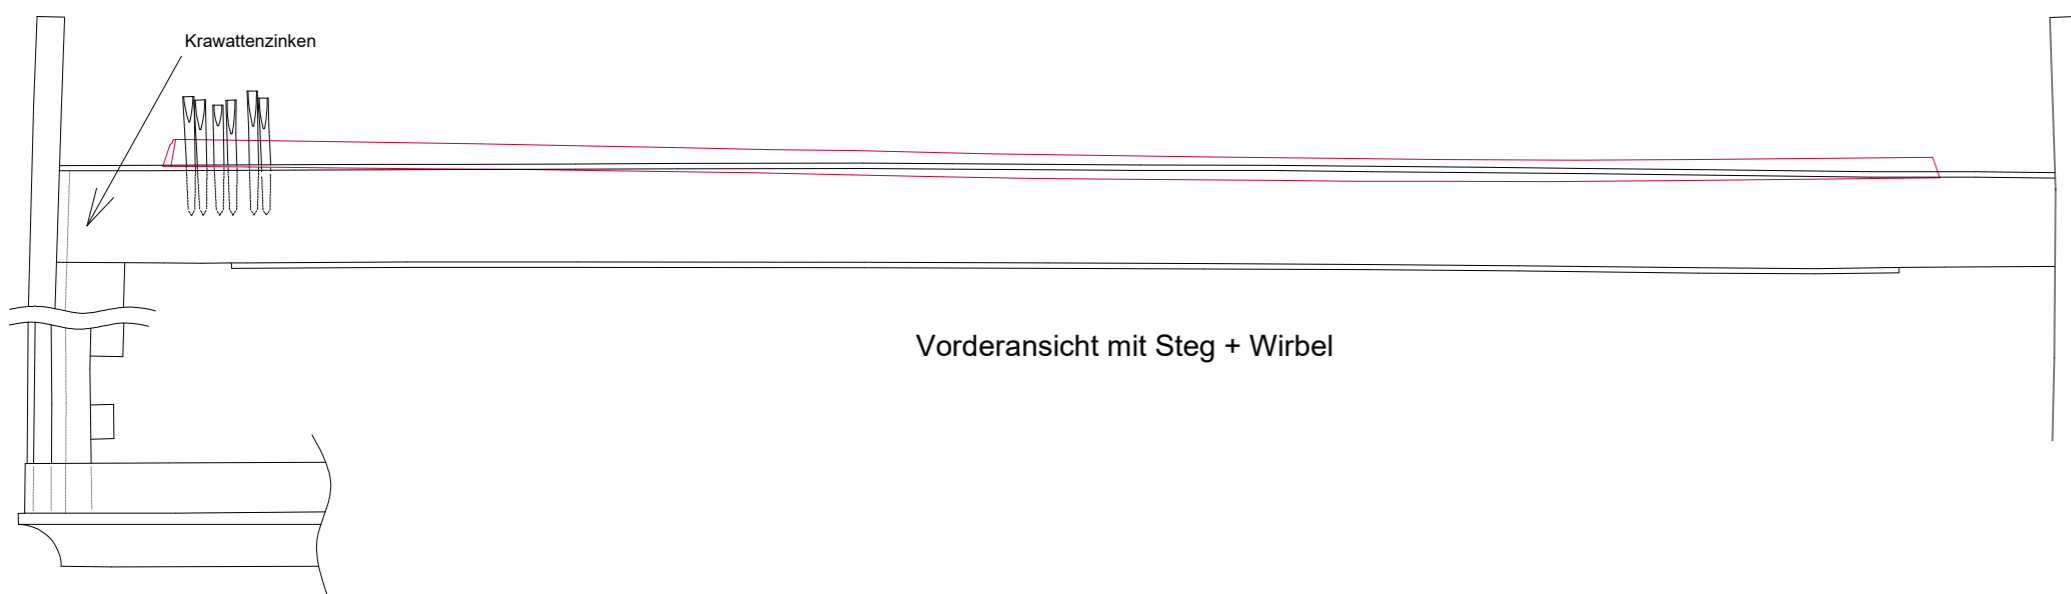 Krawattenzinken
Vorderansicht mit Steg + Wirbel